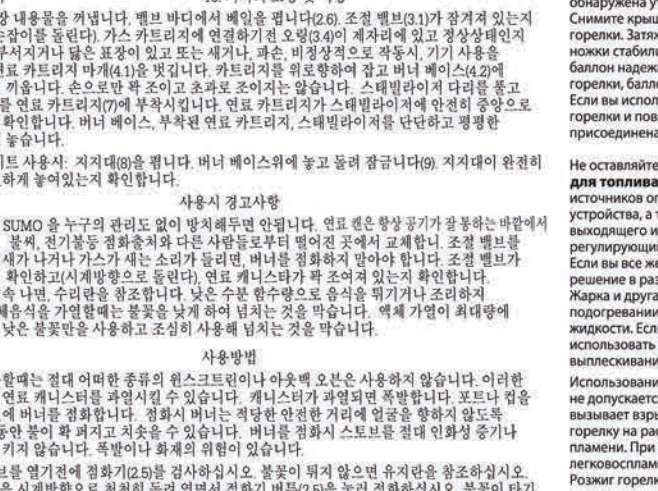 장 내용물을 꺼냅니다. 밸브 바디에서 베일을 폅니다(2.6). 조절 밸브(3.1)가 잠겨져 있는지
손잡이를 돌린다). 가스 카트리지에 연결하기전 오링(3.4)이 제자리에 있고 정상상태인지
부서지거나 닳은 표장이 있고 또는 새거나, 파손, 비정상적으로 작동시, 기기 사용을
연료 카트리지 마개(4.1)을 벗깁니다. 카트리지를 위로향하여 잡고 버너 베이스(4.2)에
끼웁니다. 손으로만 꽉 조이고 초과로 조이지는 않습니다. 스태빌라이저 다리를 풀고
를 연료 카트리지(7)에 부착시킵니다. 연료 카트리지가 스태빌라이저에 안전히 중앙으로
확인합니다. 버너 베이스, 부착된 연료 카트리지, 스태빌라이저를 단단하고 평평한
놓습니다.
이트 사용시: 지지대(8)을 폅니다. 버너 베이스위에 놓고 돌려 잠급니다(9). 지지대이 완전히
하게 놓여있는지 확인합니다.
사용시 경고사항
SUMO 을 누구의 관리도 없이 방치해두면 안됩니다. 연료 캔은 항상 공기가 잘 통하는 바깥에서
불씨, 전기불등 점화출처와 다른 사람들로부터 떨어진 곳에서 교체합니. 조절 밸브를
새가 나거나 가스가 새는 소리가 들리면, 버너를 점화하지 말아야 합니다. 조절 밸브가
확인하고(시계방향으로 돌린다), 연료 캐니스타가 꽉 조여져 있는지 확인합니다.
속 나면, 수리란을 참조합니다. 낮은 수분 함수량으로 음식을 튀기거나 조리하지
체음식을 가열할때는 불꽃을 낮게 하여 넘치는 것을 막습니다. 액체 가열이 최대량에
낮은 불꽃만을 사용하고 조심히 사용해 넘치는 것을 막습니다.
사용방법
할때는 절대 어떠한 종류의 윈스크트린이나 아웃백 오븐은 사용하지 않습니다. 이러한
연료 캐니스터를 과열시킬 수 있습니다. 캐니스터가 과열되면 폭발합니다. 포트나 컵을
에 버너를 점화합니다. 점화시 버너는 적당한 안전한 거리에 얼굴을 향하지 않도록
동안 불이 확 퍼지고 치솟을 수 있습니다. 버너를 점화시 스토브를 절대 인화성 증기나
키지 않습니다. 폭발이나 화재의 위험이 있습니다.
브를 열기전에 점화기(2.5)를 검사하십시오. 불꽃이 튀지 않으면 유지란을 참조하십시오.
을 시계방향으로 천천히 돌려 열면서 점화기 버튼(2.5)을 눌러 점화하십시오. 불꽃이 타기
обнаружена у
Снимите крыш
горелки. Затяж
ножки стабили
баллон надеж
горелки, балло
Если вы испол
горелки и пов
присоединена
Не оставляйте
для топлива
источников ог
устройства, а т
выходящего и
регулирующи
Если вы все же
решение в раз
Жарка и друга
подогревании
жидкости. Есл
использовать
выплескивани
Использовани
не допускаетс
вызывает взры
горелку на рас
пламени. При
легковоспламе
Розжиг горелк